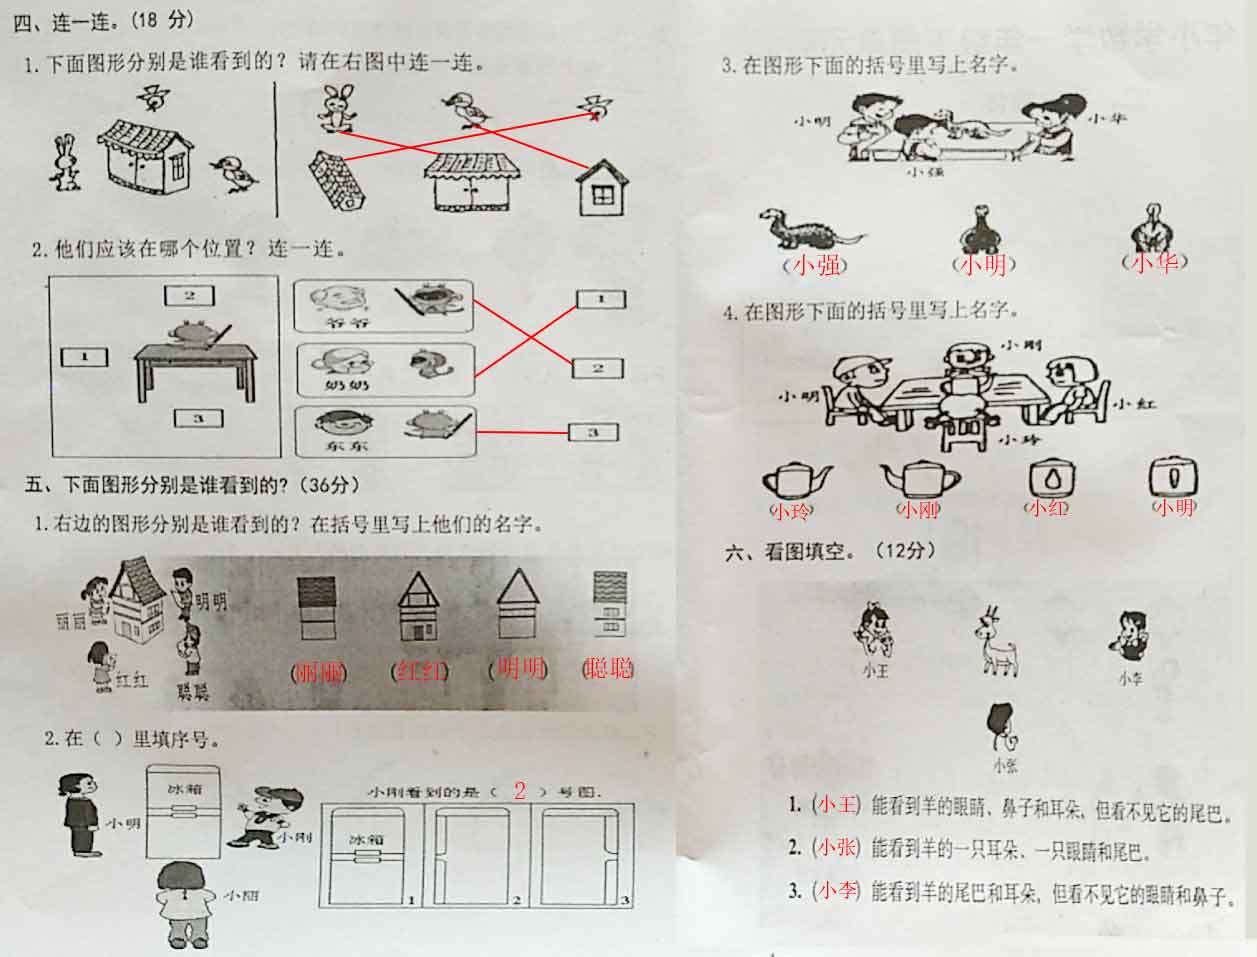 四、连一连。(18 分)
1.下面图形分别是谁看到的？请在右图中连一连。
2.他们应该在哪个位置？连一连。
2
1
3
爷爷
奶奶
东东
1
2
3
五、下面图形分别是谁看到的?（36分）
1.右边的图形分别是谁看到的？在括号里写上他们的名字。
丽丽
明明
红红
聪聪
(丽丽) (红红) (明明) (聪聪)
2.在（ ）里填序号。
冰箱
小明
小刚
小丽
小刚看到的是（ 2 ）号图.
冰箱
1 2 3
3.在图形下面的括号里写上名字。
小明
小华
小强
(小强) (小明) (小华)
4.在图形下面的括号里写上名字。
小刚
小明
小红
小玲
(小玲) (小刚) (小红) (小明)
六、看图填空。（12分）
小王
小李
小张
1. (小王) 能看到羊的眼睛、鼻子和耳朵，但看不见它的尾巴。
2. (小张) 能看到羊的一只耳朵、一只眼睛和尾巴。
3. (小李) 能看到羊的尾巴和耳朵，但看不见它的眼睛和鼻子。